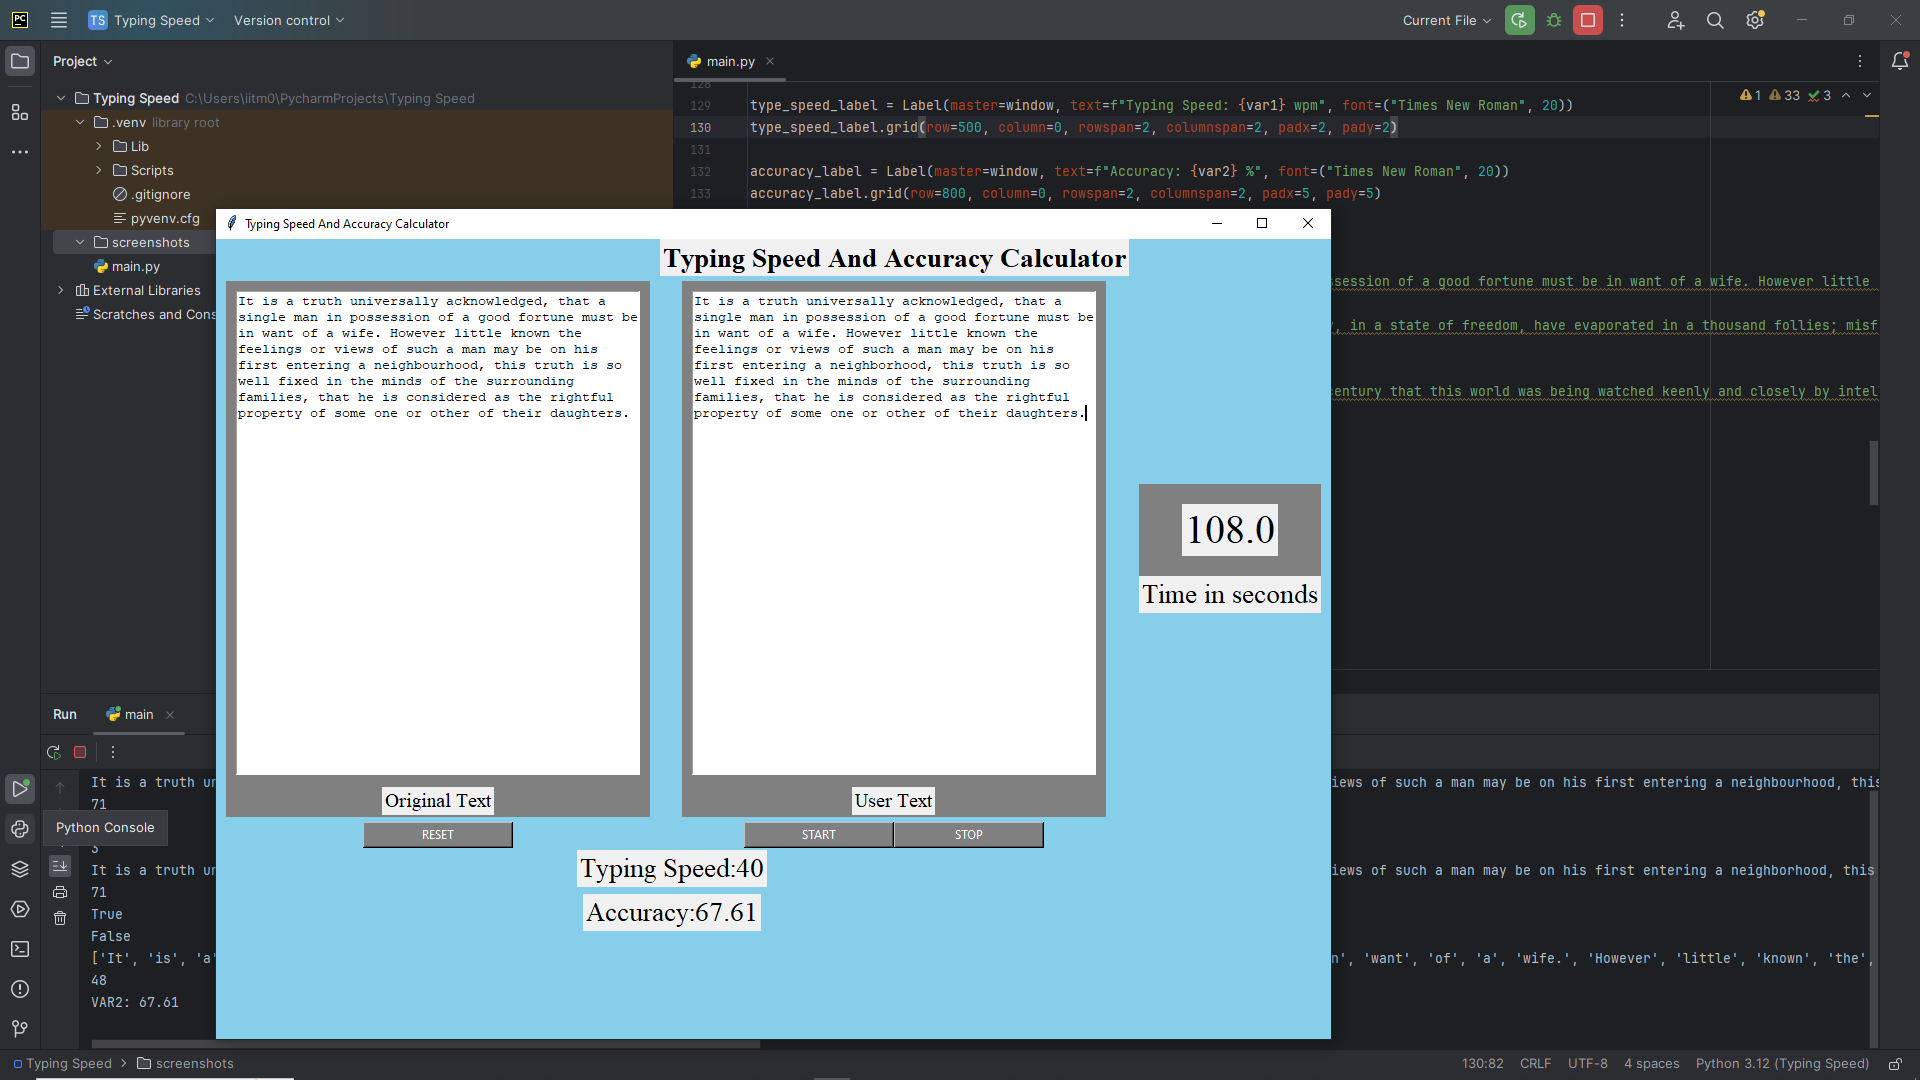 PC
TS Typing Speed
Version control
Current File
Project
main.py
Typing Speed C:\Users\iitm0\PycharmProjects\Typing Speed
.venv library root
Lib
Scripts
.gitignore
pyvenv.cfg
screenshots
main.py
External Libraries
Scratches and Cons
1 33 3
128
129 type_speed_label = Label(master=window, text=f"Typing Speed: {var1} wpm", font=("Times New Roman", 20))
130 type_speed_label.grid(row=500, column=0, rowspan=2, columnspan=2, padx=2, pady=2)
131
132 accuracy_label = Label(master=window, text=f"Accuracy: {var2} %", font=("Times New Roman", 20))
133 accuracy_label.grid(row=800, column=0, rowspan=2, columnspan=2, padx=5, pady=5)
session of a good fortune must be in want of a wife. However little
, in a state of freedom, have evaporated in a thousand follies; misf
entury that this world was being watched keenly and closely by intell
Typing Speed And Accuracy Calculator
Typing Speed And Accuracy Calculator
It is a truth universally acknowledged, that a
single man in possession of a good fortune must be
in want of a wife. However little known the
feelings or views of such a man may be on his
first entering a neighbourhood, this truth is so
well fixed in the minds of the surrounding
families, that he is considered as the rightful
property of some one or other of their daughters.
Original Text
RESET
It is a truth universally acknowledged, that a
single man in possession of a good fortune must be
in want of a wife. However little known the
feelings or views of such a man may be on his
first entering a neighborhood, this truth is so
well fixed in the minds of the surrounding
families, that he is considered as the rightful
property of some one or other of their daughters.
User Text
START STOP
108.0
Time in seconds
Typing Speed:40
Accuracy:67.61
Run main
It is a truth un iews of such a man may be on his first entering a neighbourhood, this
71
Python Console
3
It is a truth un iews of such a man may be on his first entering a neighborhood, this
71
True
False
['It', 'is', 'a' n', 'want', 'of', 'a', 'wife.', 'However', 'little', 'known', 'the',
48
VAR2: 67.61
Typing Speed > screenshots
130:82 CRLF UTF-8 4 spaces Python 3.12 (Typing Speed)